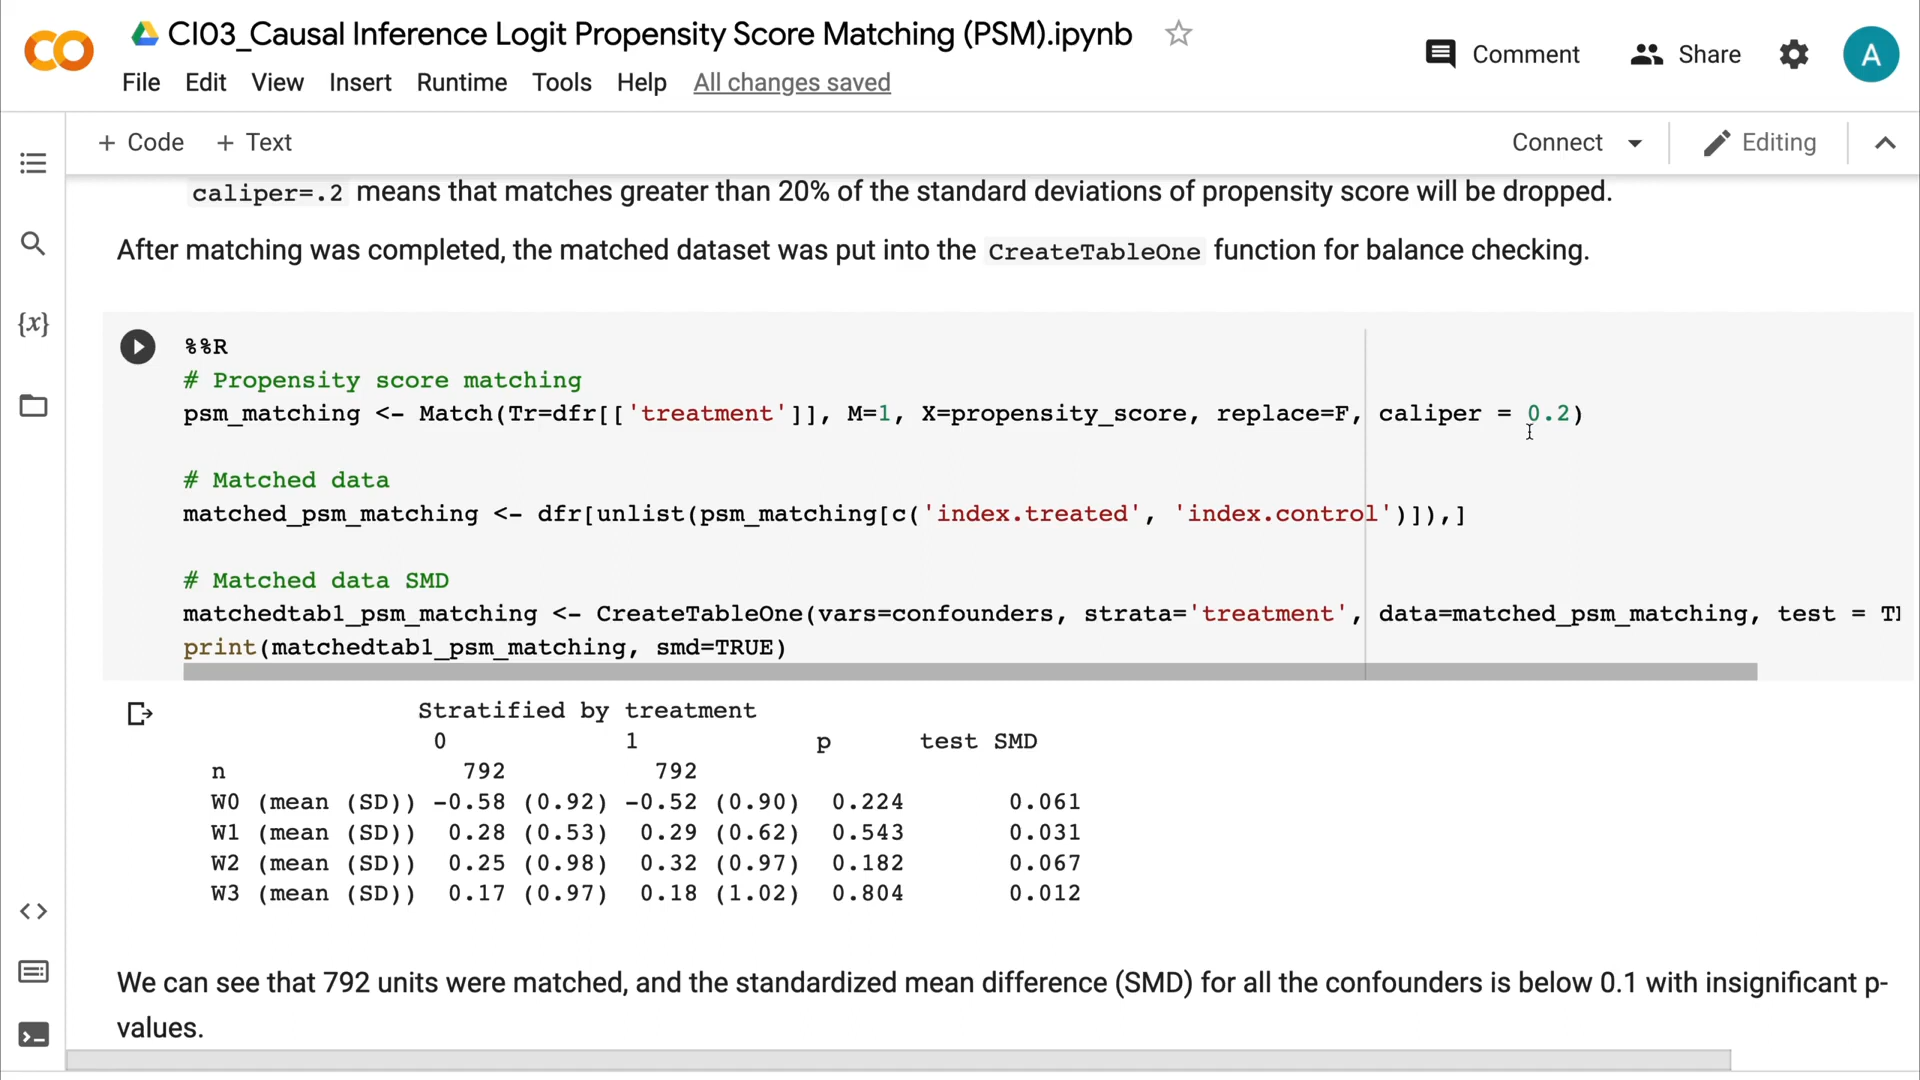 CI03_Causal Inference Logit Propensity Score Matching (PSM).ipynb
Comment
Share
A
File Edit View Insert Runtime Tools Help All changes saved
+ Code + Text
Connect
Editing
caliper=.2 means that matches greater than 20% of the standard deviations of propensity score will be dropped.
After matching was completed, the matched dataset was put into the CreateTableOne function for balance checking.
{x}
%%R
# Propensity score matching
psm_matching <- Match(Tr=dfr[['treatment']], M=1, X=propensity_score, replace=F, caliper = 0.2)
# Matched data
matched_psm_matching <- dfr[unlist(psm_matching[c('index.treated', 'index.control')]),]
# Matched data SMD
matchedtab1_psm_matching <- CreateTableOne(vars=confounders, strata='treatment', data=matched_psm_matching, test =
print(matchedtab1_psm_matching, smd=TRUE)
Stratified by treatment
0 1 p test SMD
n 792 792
W0 (mean (SD)) -0.58 (0.92) -0.52 (0.90) 0.224 0.061
W1 (mean (SD)) 0.28 (0.53) 0.29 (0.62) 0.543 0.031
W2 (mean (SD)) 0.25 (0.98) 0.32 (0.97) 0.182 0.067
W3 (mean (SD)) 0.17 (0.97) 0.18 (1.02) 0.804 0.012
We can see that 792 units were matched, and the standardized mean difference (SMD) for all the confounders is below 0.1 with insignificant p-
values.